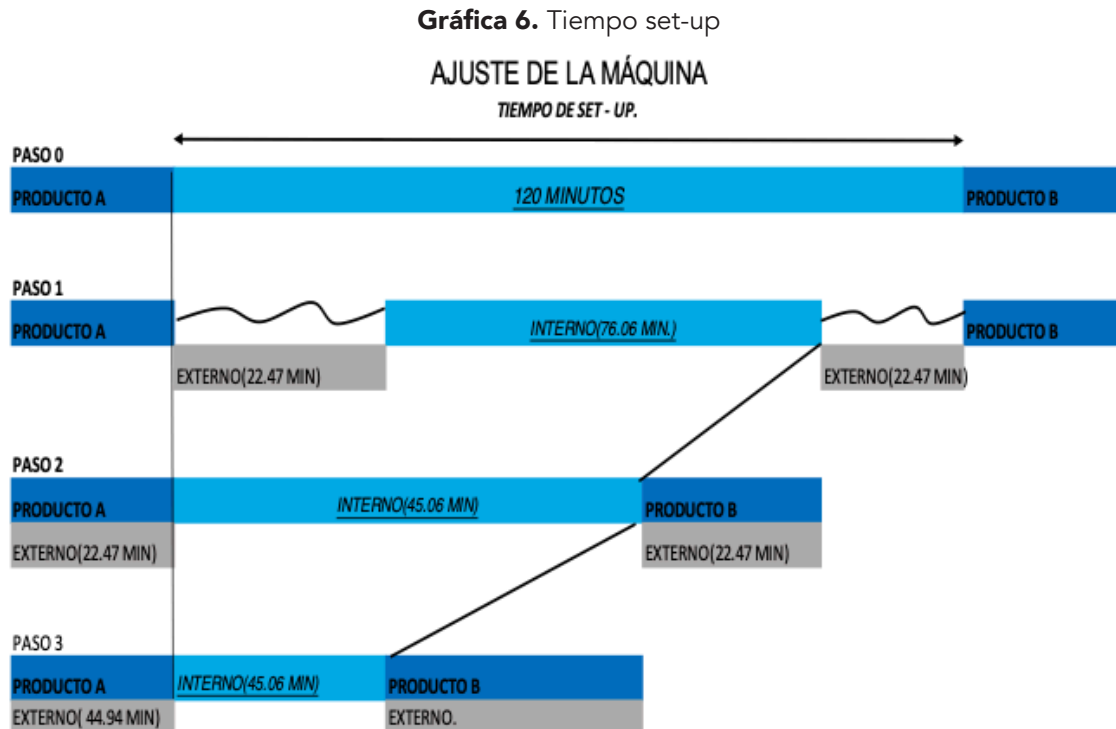 Gráfica 6. Tiempo set-up
AJUSTE DE LA MÁQUINA
TIEMPO DE SET - UP.
PASO 0
PRODUCTO A
120 MINUTOS
PRODUCTO B
PASO 1
PRODUCTO A
INTERNO(76.06 MIN.)
PRODUCTO B
EXTERNO(22.47 MIN)
EXTERNO(22.47 MIN)
PASO 2
PRODUCTO A
INTERNO(45.06 MIN)
PRODUCTO B
EXTERNO(22.47 MIN)
EXTERNO(22.47 MIN)
PASO 3
PRODUCTO A
INTERNO(45.06 MIN)
PRODUCTO B
EXTERNO( 44.94 MIN)
EXTERNO.